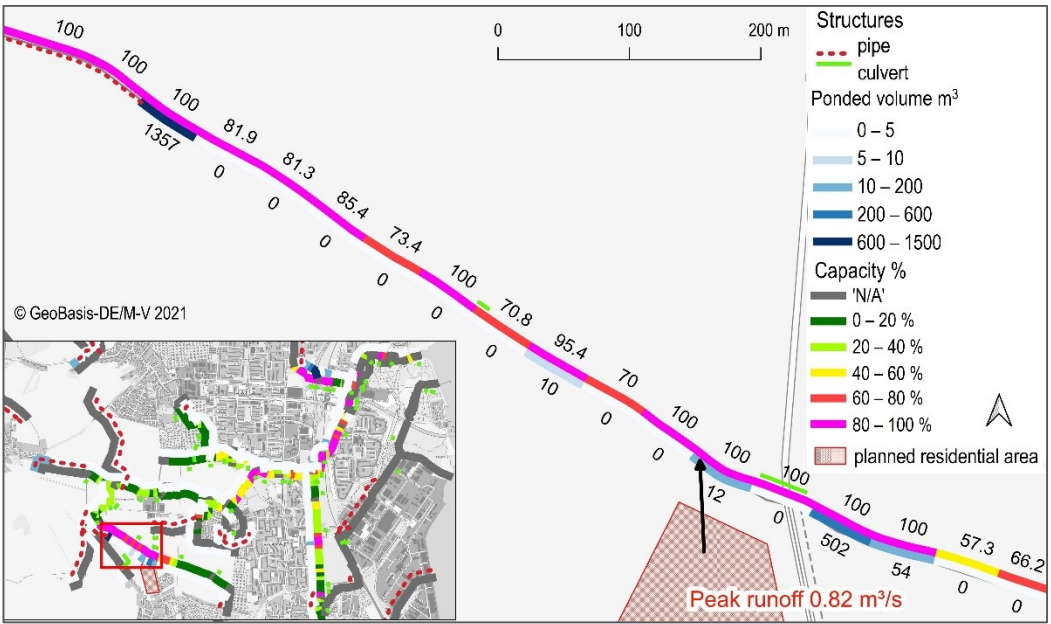 100
100
100
81.9
81.3
85.4
73.4
100
70.8
95.4
70
100
100
100
100
100
57.3
66.2
1357
0
0
0
0
0
0
10
0
0
12
0
502
54
0
0
0 100 200 m
© GeoBasis-DE/M-V 2021
Peak runoff 0.82 m³/s
Structures
pipe
culvert
Ponded volume m³
0 – 5
5 – 10
10 – 200
200 – 600
600 – 1500
Capacity %
'N/A'
0 – 20 %
20 – 40 %
40 – 60 %
60 – 80 %
80 – 100 %
planned residential area